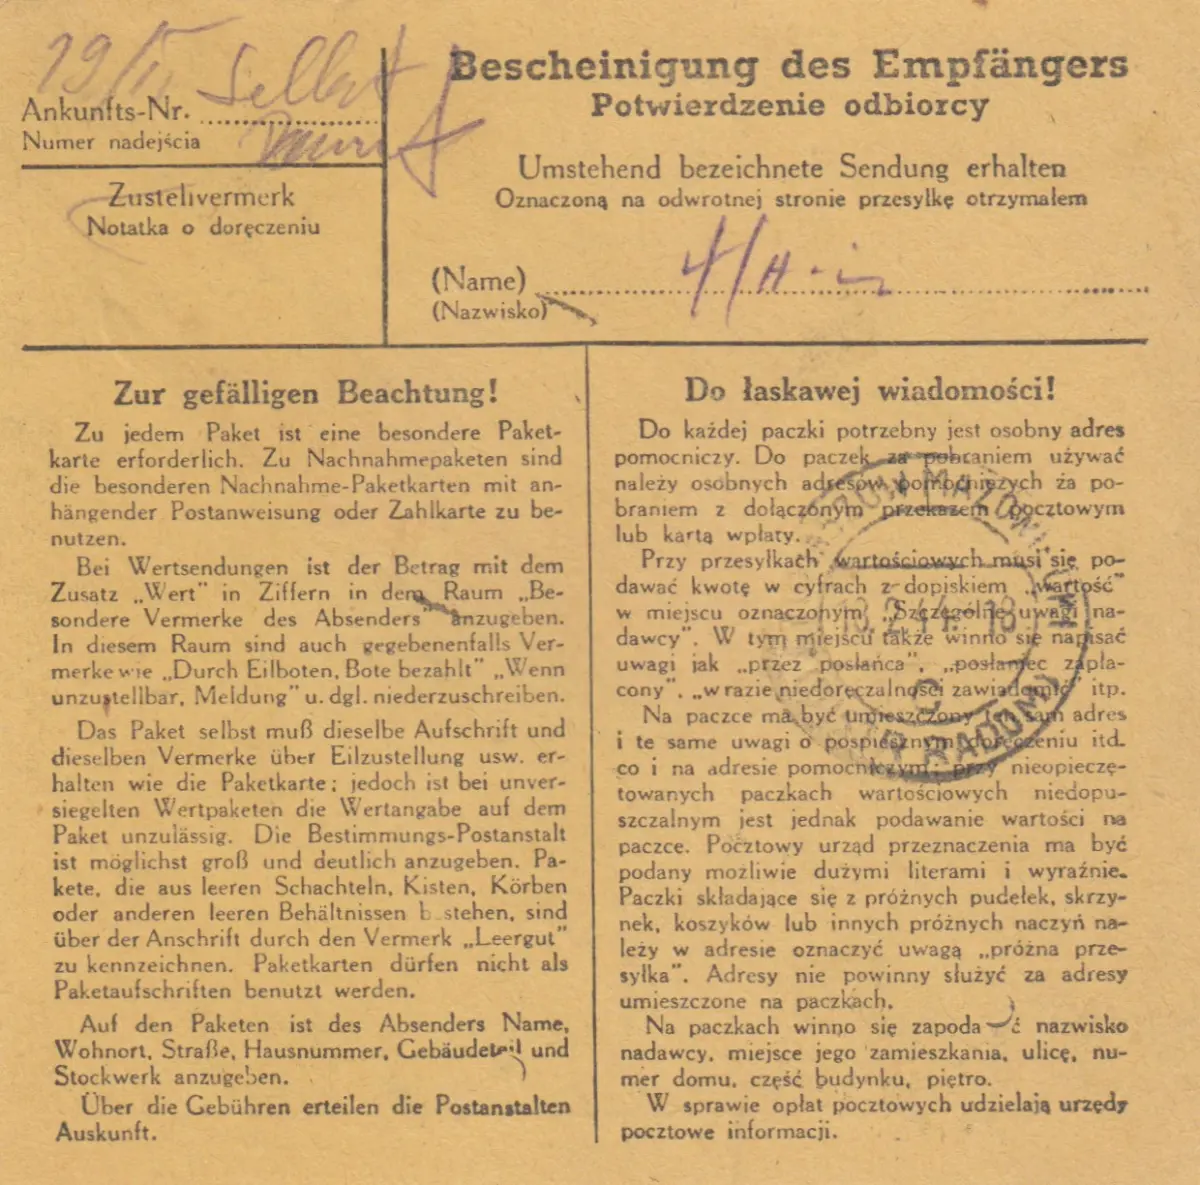 19/II Selbst
Ankunfts-Nr.
Numer nadejścia
Bescheinigung des Empfängers
Potwierdzenie odbiorcy
Umstehend bezeichnete Sendung erhalten
Oznaczoną na odwrotnej stronie przesyłkę otrzymałem
Zustellvermerk
Notatka o doręczeniu
(Name)
(Nazwisko)
Zur gefälligen Beachtung!
Zu jedem Paket ist eine besondere Paket-
karte erforderlich. Zu Nachnahmepaketen sind
die besonderen Nachnahme-Paketkarten mit an-
hängender Postanweisung oder Zahlkarte zu be-
nutzen.
Bei Wertsendungen ist der Betrag mit dem
Zusatz „Wert" in Ziffern in dem Raum „Be-
sondere Vermerke des Absenders" anzugeben.
In diesem Raum sind auch gegebenenfalls Ver-
merke wie „Durch Eilboten, Bote bezahlt" „Wenn
unzustellbar, Meldung" u. dgl. niederzuschreiben.
Das Paket selbst muß dieselbe Aufschrift und
dieselben Vermerke über Eilzustellung usw. er-
halten wie die Paketkarte; jedoch ist bei unver-
siegelten Wertpaketen die Wertangabe auf dem
Paket unzulässig. Die Bestimmungs-Postanstalt
ist möglichst groß und deutlich anzugeben. Pa-
kete, die aus leeren Schachteln, Kisten, Körben
oder anderen leeren Behältnissen bestehen, sind
über der Anschrift durch den Vermerk „Leergut"
zu kennzeichnen. Paketkarten dürfen nicht als
Paketaufschriften benutzt werden.
Auf den Paketen ist des Absenders Name,
Wohnort, Straße, Hausnummer, Gebäudeteil und
Stockwerk anzugeben.
Über die Gebühren erteilen die Postanstalten
Auskunft.
Do łaskawej wiadomości!
Do każdej paczki potrzebny jest osobny adres
pomocniczy. Do paczek za pobraniem używać
należy osobnych adresów pomocniczych za po-
braniem z dołączonym przekazem pocztowym
lub kartą wpłaty.
Przy przesyłkach wartościowych musi się po-
dawać kwotę w cyfrach z dopiskiem „wartość"
w miejscu oznaczonym „Szczególne uwagi na-
dawcy". W tym miejscu także winno się napisać
uwagi jak „przez posłańca", „posłaniec zapła-
cony", „w razie niedoręczalności zawiadomić" itp.
Na paczce ma być umieszczony ten sam adres
i te same uwagi o pospiesznym doręczeniu itd.
co i na adresie pomocniczym; przy nieopieczę-
towanych paczkach wartościowych niedopu-
szczalnym jest jednak podawanie wartości na
paczce. Pocztowy urząd przeznaczenia ma być
podany możliwie dużymi literami i wyraźnie.
Paczki składające się z próżnych pudełek, skrzy-
nek, koszyków lub innych próżnych naczyń na-
leży w adresie oznaczyć uwagą „próżna prze-
syłka". Adresy nie powinny służyć za adresy
umieszczone na paczkach.
Na paczkach winno się zapodać nazwisko
nadawcy, miejsce jego zamieszkania, ulicę, nu-
mer domu, część budynku, piętro.
W sprawie opłat pocztowych udzielają urzędy
pocztowe informacji.